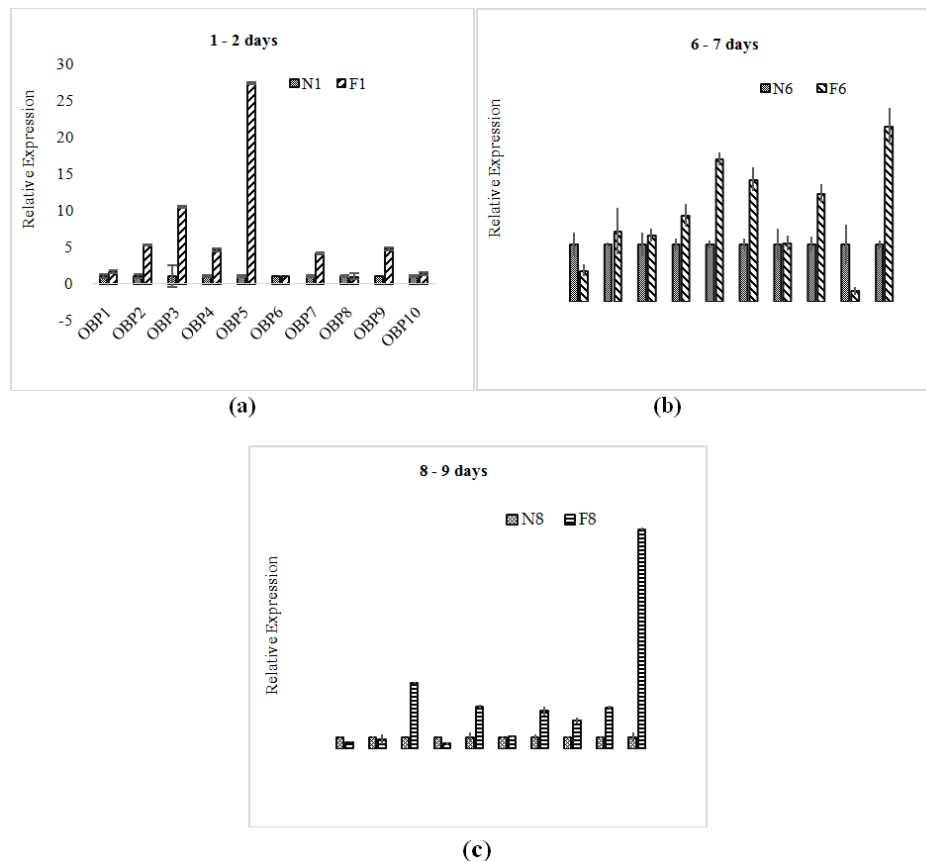 1 - 2 days
30
25
20
15
10
5
0
-5
Relative Expression
N1 F1
OBP1 OBP2 OBP3 OBP4 OBP5 OBP6 OBP7 OBP8 OBP9 OBP10
(a)
6 - 7 days
N6 F6
Relative Expression
(b)
8 - 9 days
N8 F8
Relative Expression
(c)